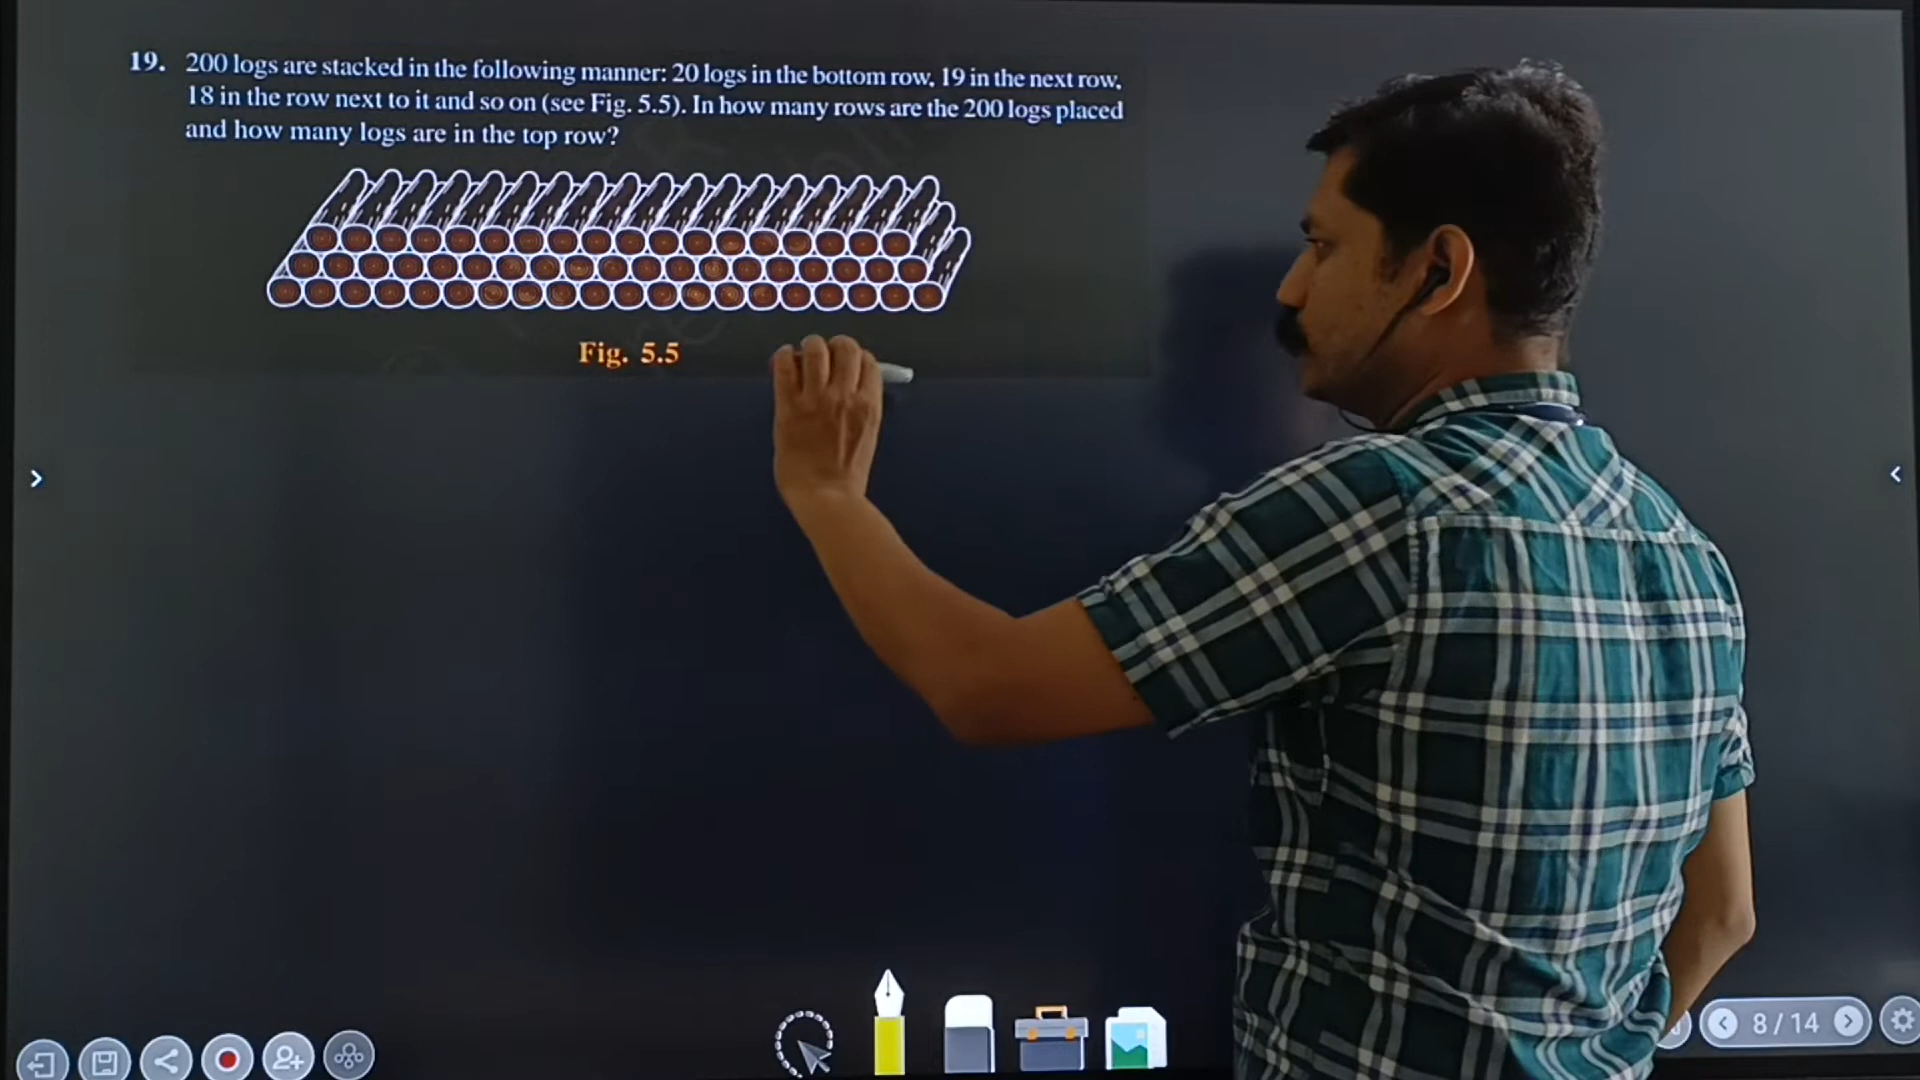 19. 200 logs are stacked in the following manner: 20 logs in the bottom row, 19 in the next row,
18 in the row next to it and so on (see Fig. 5.5). In how many rows are the 200 logs placed
and how many logs are in the top row?
Fig. 5.5
8/14